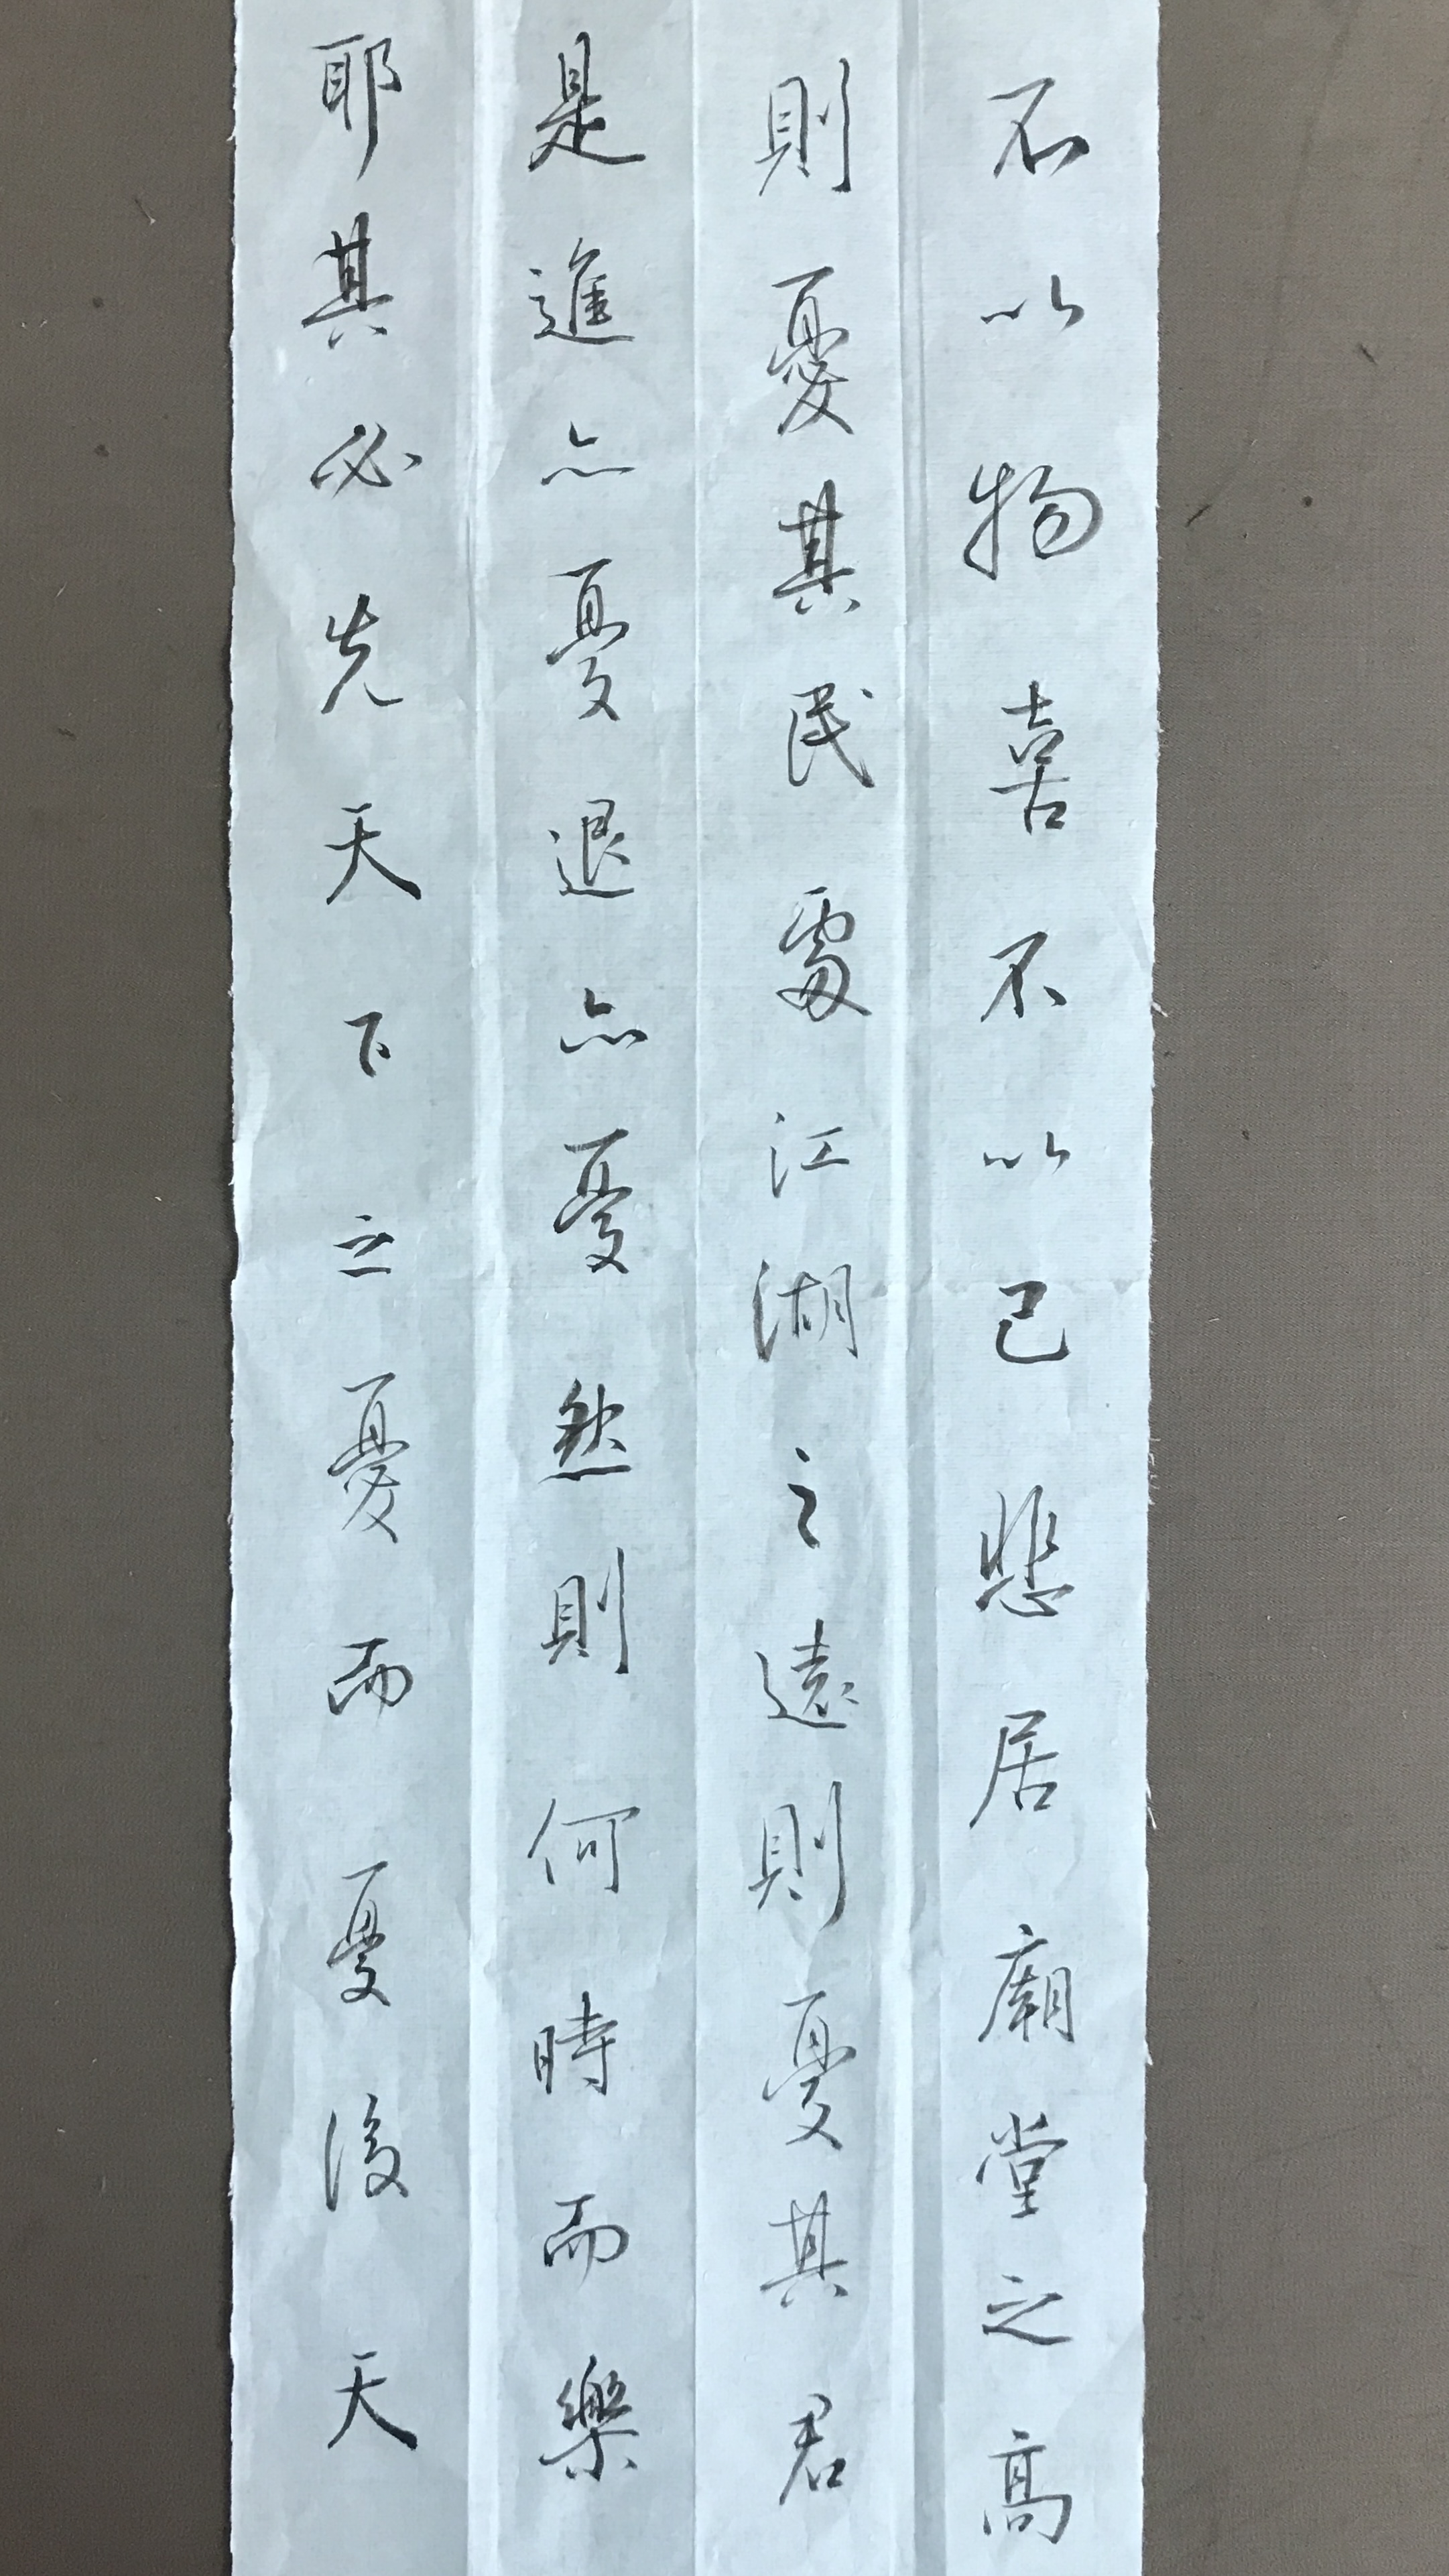 不以物喜不以己悲居廟堂之高
則憂其民處江湖之遠則憂其君
是進亦憂退亦憂然則何時而樂
耶其必先天下之憂而憂後天